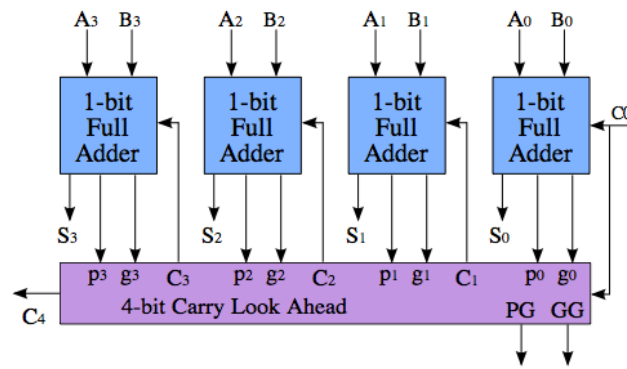 A3 B3 A2 B2 A1 B1 A0 B0
1-bit Full Adder
1-bit Full Adder
1-bit Full Adder
1-bit Full Adder
C0
S3 S2 S1 S0
p3 g3 C3 p2 g2 C2 p1 g1 C1 p0 g0
C4
4-bit Carry Look Ahead
PG GG